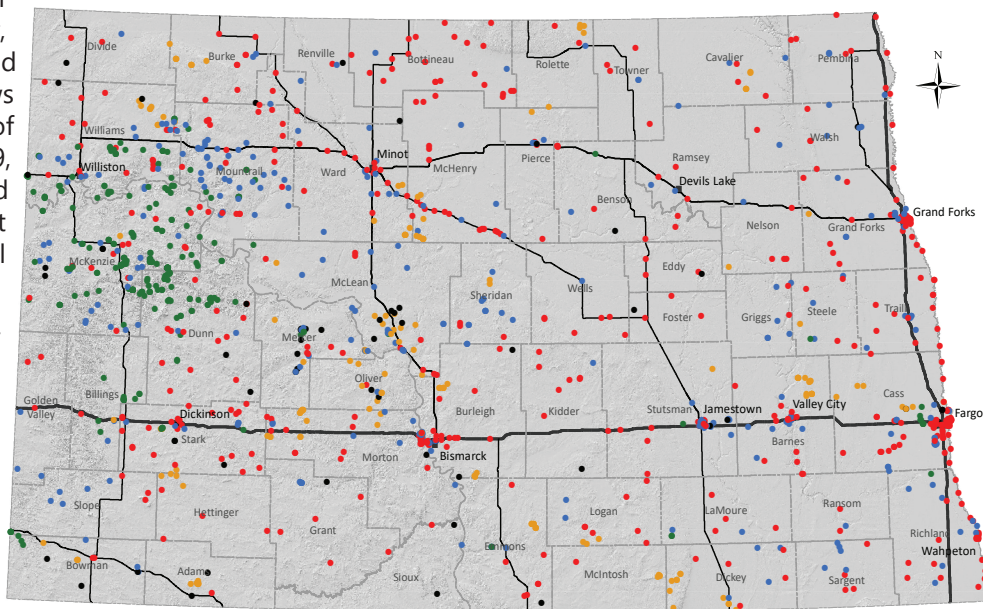 d
ws
of
9,
d
t
l
N
Divide
Burke
Renville
Bottineau
Rolette
Towner
Cavalier
Pembina
Williams
Williston
Mountrail
Ward
Minot
McHenry
Pierce
Ramsey
Walsh
Devils Lake
Benson
Nelson
Grand Forks
Grand Forks
McKenzie
McLean
Sheridan
Wells
Eddy
Foster
Griggs
Steele
Traill
Dunn
Mercer
Oliver
Billings
Golden
Valley
Dickinson
Stark
Morton
Bismarck
Burleigh
Kidder
Stutsman
Jamestown
Valley City
Barnes
Cass
Fargo
Slope
Hettinger
Grant
Logan
LaMoure
Ransom
Richland
Wahpeton
Bowman
Adams
Sioux
Emmons
McIntosh
Dickey
Sargent